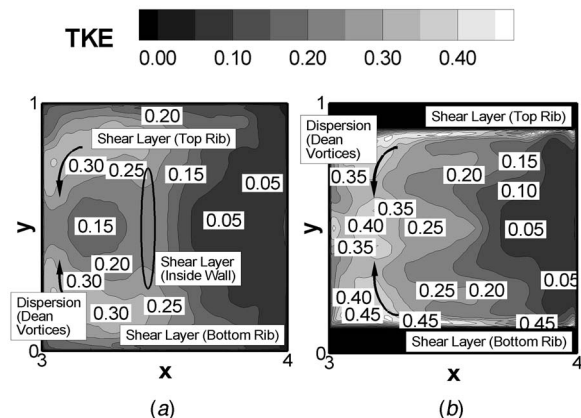 TKE
0.00 0.10 0.20 0.30 0.40
1
0.20
Shear Layer (Top Rib)
0.30
0.25
0.15
0.05
y
0.15
0.05
0.20
Shear Layer
(Inside Wall)
0.30
0.25
Dispersion
(Dean
Vortices)
0.30
Shear Layer (Bottom Rib)
0
3
x
4
(a)
1
Shear Layer (Top Rib)
Dispersion
(Dean
Vortices)
0.15
0.35
0.20
0.10
0.35
y
0.40
0.25
0.05
0.35
0.05
0.40
0.25
0.20
0.45
0.45
0.45
Shear Layer (Bottom Rib)
0
3
x
4
(b)